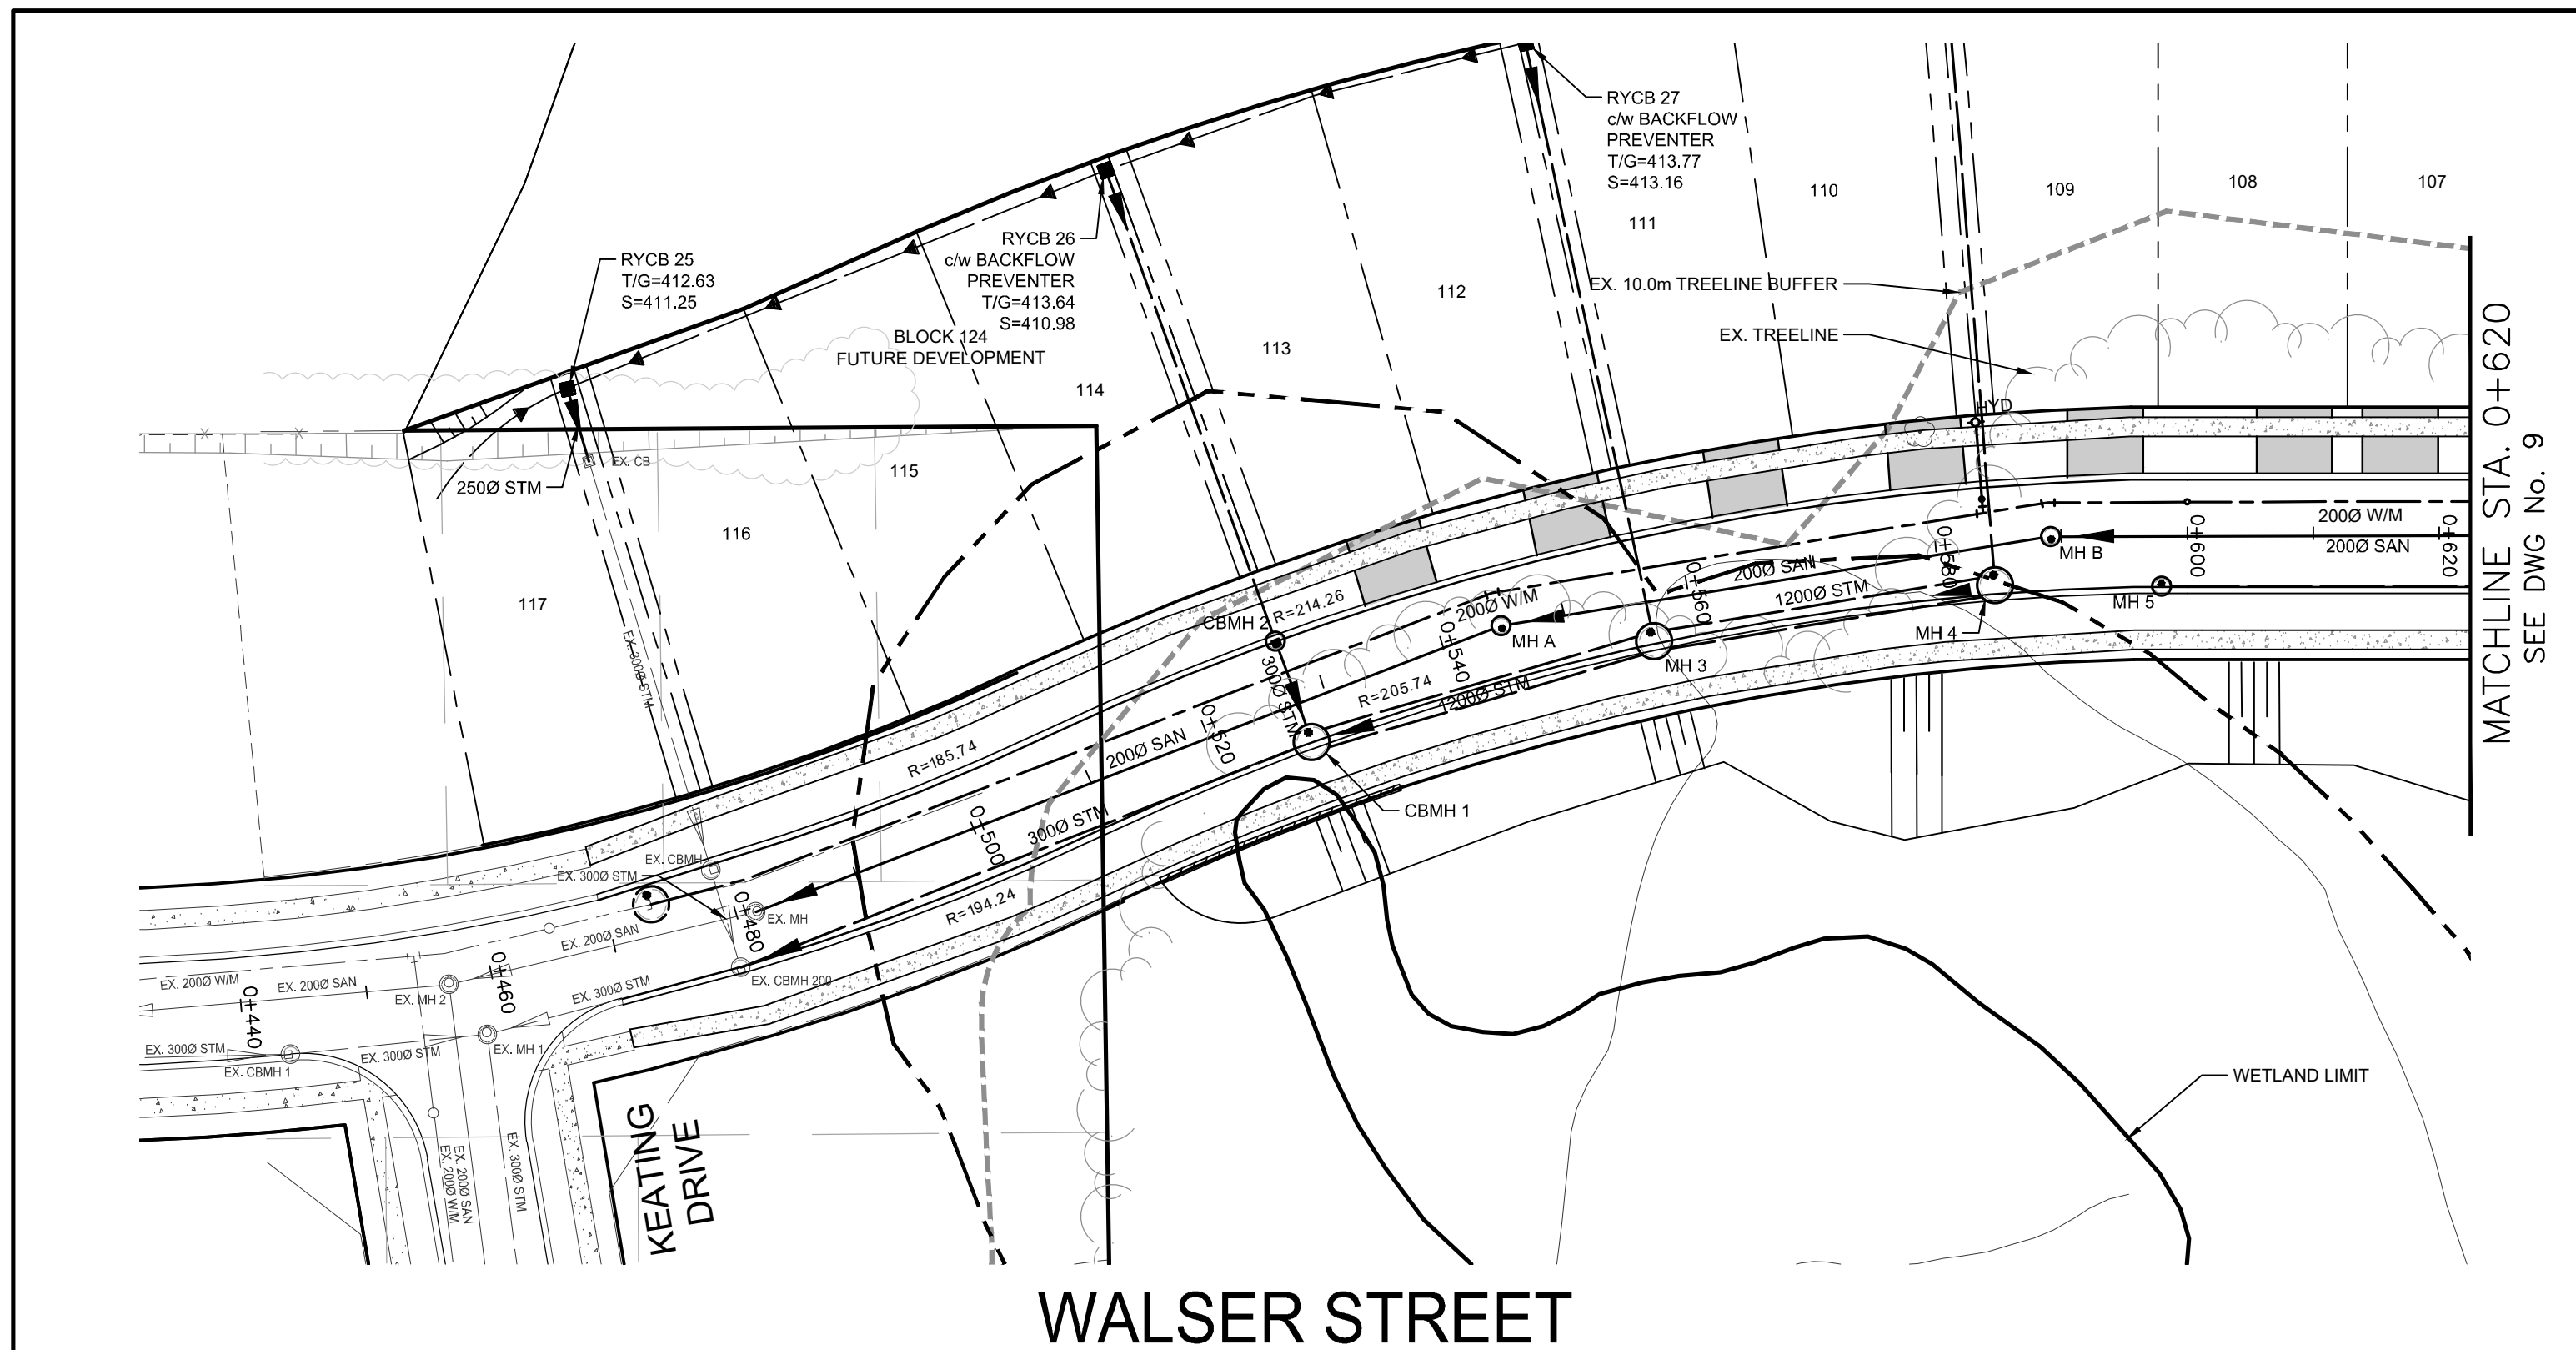 RYCB 27
c/w BACKFLOW
PREVENTER
T/G=413.77
S=413.16
RYCB 26
c/w BACKFLOW
PREVENTER
T/G=413.64
S=410.98
RYCB 25
T/G=412.63
S=411.25
BLOCK 124
FUTURE DEVELOPMENT
117
116
115
114
113
112
111
110
109
108
107
EX. 10.0m TREELINE BUFFER
EX. TREELINE
HYD
MATCHLINE STA. 0+620
SEE DWG No. 9
250Ø STM
EX. CB
EX. 300Ø STM
CBMH 2
R=214.26
300Ø STM
200Ø W/M
MH A
200Ø SAN
1200Ø STM
MH 3
MH 4
MH B
MH 5
200Ø W/M
200Ø SAN
0+620
0+600
0+580
0+560
0+540
0+520
0+500
0+480
0+460
0+440
R=205.74
1200Ø STM
CBMH 1
200Ø SAN
R=185.74
300Ø STM
R=194.24
EX. CBMH
EX. 300Ø STM
EX. MH
EX. 200Ø SAN
EX. CBMH 200
EX. 300Ø STM
EX. 200Ø W/M
EX. 200Ø SAN
EX. MH 2
EX. MH 1
EX. 300Ø STM
EX. 300Ø STM
EX. CBMH 1
EX. 200Ø SAN
EX. 200Ø W/M
EX. 300Ø STM
KEATING
DRIVE
WETLAND LIMIT
WALSER STREET